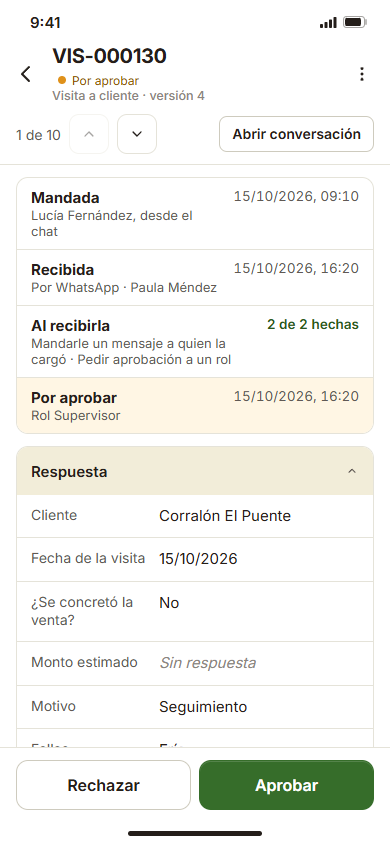 9:41
VIS-000130
Por aprobar
Visita a cliente · versión 4
1 de 10
Abrir conversación
Mandada
15/10/2026, 09:10
Lucía Fernández, desde el
chat
Recibida
15/10/2026, 16:20
Por WhatsApp · Paula Méndez
Al recibirla
2 de 2 hechas
Mandarle un mensaje a quien la
cargó · Pedir aprobación a un rol
Por aprobar
15/10/2026, 16:20
Rol Supervisor
Respuesta
Cliente
Corralón El Puente
Fecha de la visita
15/10/2026
¿Se concretó la
venta?
No
Monto estimado
Sin respuesta
Motivo
Seguimiento
Rechazar
Aprobar